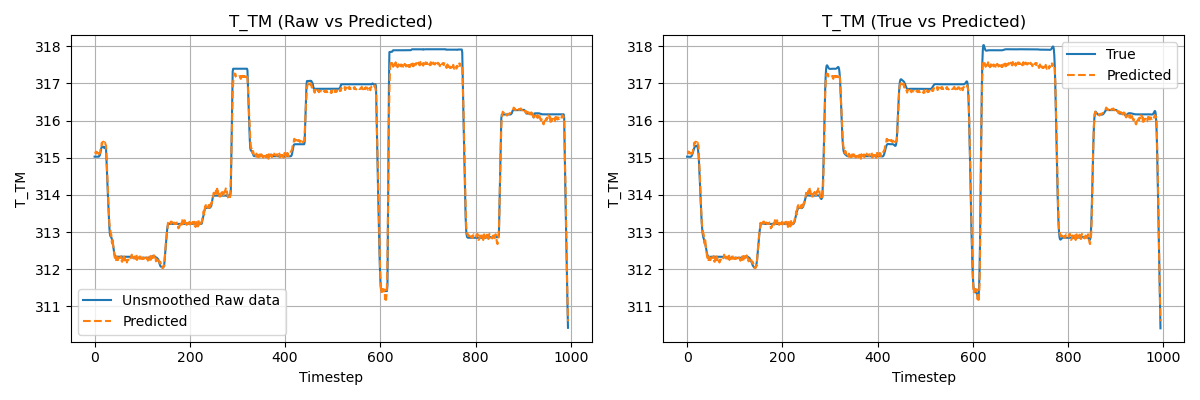 T_TM (Raw vs Predicted)
T_TM
318
317
316
315
314
313
312
311
Unsmoothed Raw data
Predicted
0
200
400
600
800
1000
Timestep
T_TM (True vs Predicted)
T_TM
318
317
316
315
314
313
312
311
True
Predicted
0
200
400
600
800
1000
Timestep